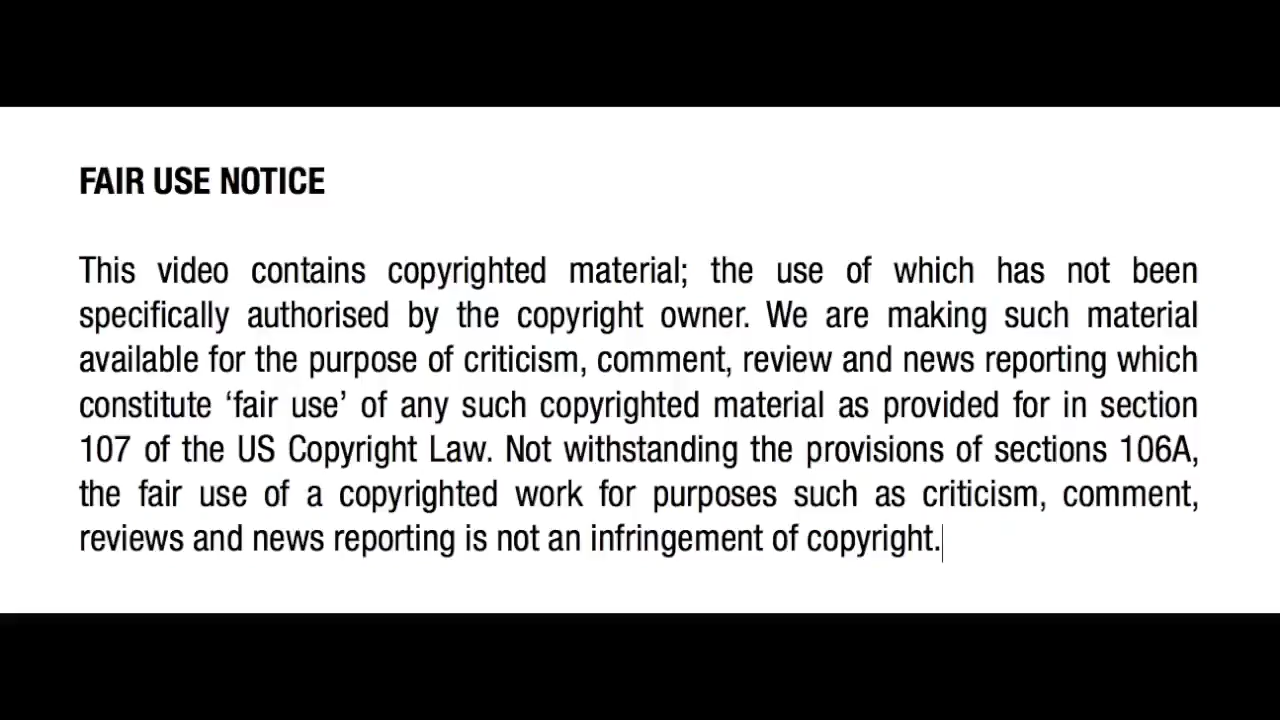 FAIR USE NOTICE
This video contains copyrighted material; the use of which has not been
specifically authorised by the copyright owner. We are making such material
available for the purpose of criticism, comment, review and news reporting which
constitute ‘fair use’ of any such copyrighted material as provided for in section
107 of the US Copyright Law. Not withstanding the provisions of sections 106A,
the fair use of a copyrighted work for purposes such as criticism, comment,
reviews and news reporting is not an infringement of copyright.